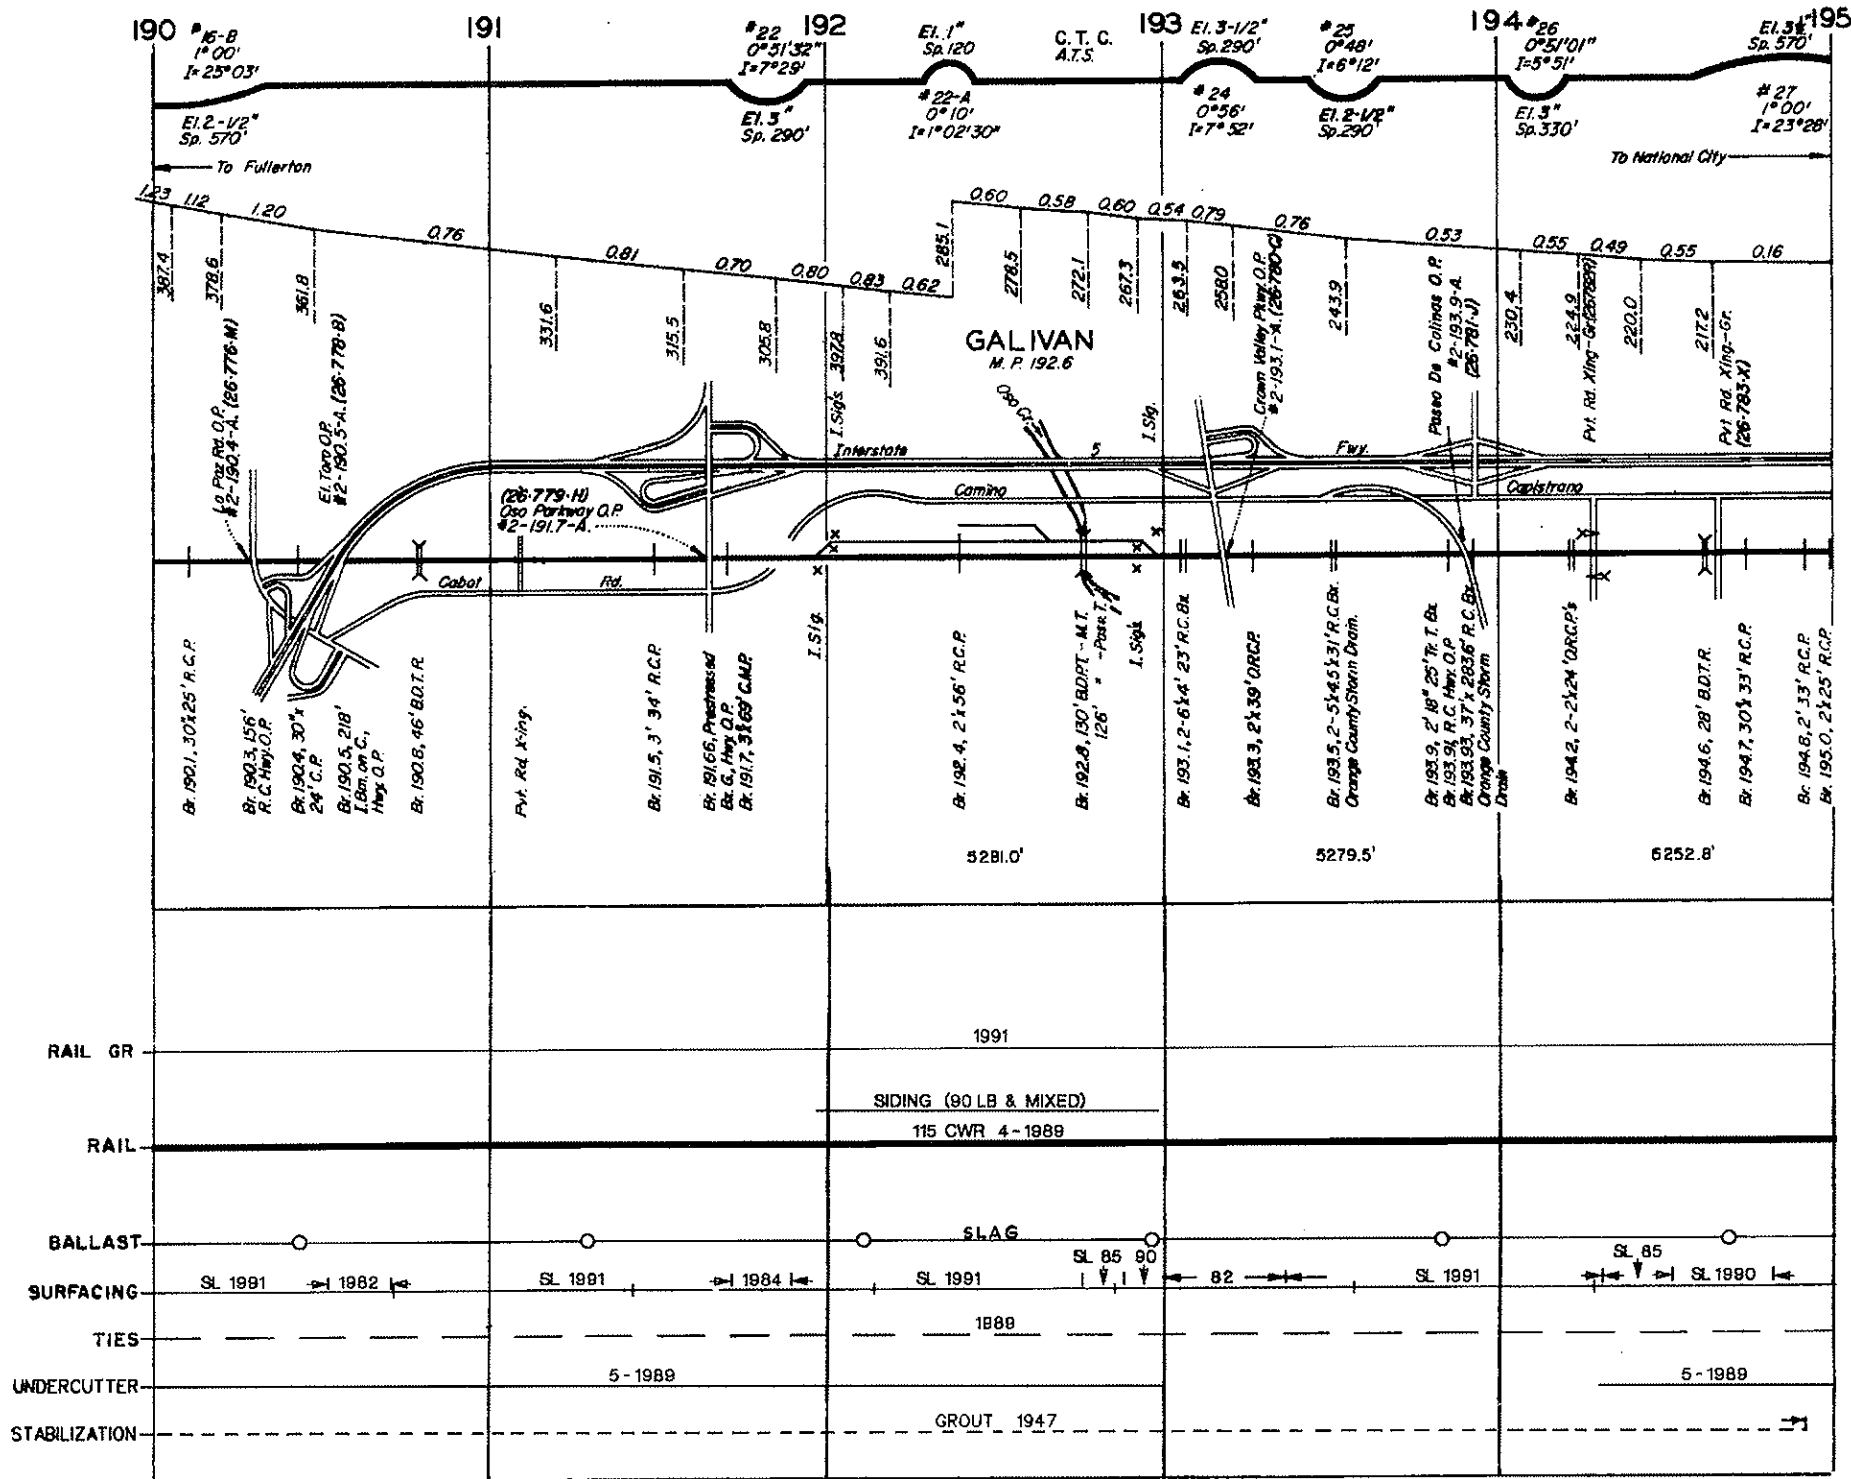 190
191
192
193
194
195
#16-B
1°00'
I=25°03'
#22
0°51'32"
I=7°29'
El. 1"
Sp. 120
C. T. C.
A.T.S.
El. 3-1/2"
Sp. 290'
#25
0°48'
I=6°12'
#26
0°51'01"
I=5°51'
Sp. 570'
El. 2-1/2"
Sp. 570'
El. 3"
Sp. 290'
#22-A
0°10'
I=1°02'30"
#24
0°56'
I=7°52'
El. 2-1/2"
Sp. 290'
El. 3"
Sp. 330'
#27
1°00'
I=23°28'
To Fullerton
To National City
1.23
1.12
1.20
0.76
0.81
0.70
0.80
0.83
0.62
0.60
0.58
0.60
0.54
0.79
0.76
0.53
0.55
0.49
0.55
0.16
387.4
378.6
361.8
331.6
315.5
305.8
397.8
391.6
285.1
278.5
272.1
267.3
263.5
258.0
243.9
230.4
224.9
220.0
217.2
GALIVAN
M. P. 192.6
La Paz Rd. O.P.
#2-190.4-A. (26-776-M)
El Toro O.P.
#2-190.5-A. (26-778-B)
(26-779-H)
Oso Parkway O.P.
#2-191.7-A.
I. Sig's
Oso Cr.
I. Sig.
Crown Valley Pkwy. O.P.
#2-193.1-A. (26-780-C)
Paseo De Colinas O.P.
#2-193.9-A.
(26-781-J)
Pvt. Rd. Xing-Gr.
Pvt Rd. Xing.-Gr.
(26-783-X)
Interstate 5 Fwy.
Camino Capistrano
Cabot Rd.
I. Sig.
I. Sig's
Br. 190.1, 30"x25' R.C.P.
Br. 190.3, 156'
R.C. Hwy. O.P.
Br. 190.4, 30"x
24' C.P.
Br. 190.5, 218'
I. Bm. on C.,
Hwy. O.P.
Br. 190.8, 46' B.D.T.R.
Pvt. Rd. X-ing.
Br. 191.5, 3' 34' R.C.P.
Br. 191.66, Prestressed
Bx. G., Hwy. O.P.
Br. 191.7, 3'x69' C.M.P.
Br. 192.4, 2'x56' R.C.P.
Br. 192.8, 130' B.D.P.T. - M.T.
126' " - Pass. T.
Br. 193.1, 2-6'x4' 23' R.C. Bx.
Br. 193.3, 2'x39' O.R.C.P.
Br. 193.5, 2-5'x4.5'x31' R.C. Bx.
Orange County Storm Drain.
Br. 193.9, 2' 18" 25' Tr. T. Bx.
Br. 193.91, R.C. Hwy. O.P.
Br. 193.93, 37'x283.6' R.C. Bx.
Orange County Storm
Drain
Br. 194.2, 2-2'x24' O.R.C.P.'s
Br. 194.6, 28' B.D.T.R.
Br. 194.7, 30"x33' R.C.P.
Br. 194.8, 2' 33' R.C.P.
Br. 195.0, 2'x25' R.C.P.
5281.0'
5279.5'
6252.8'
RAIL GR
1991
SIDING (90 LB & MIXED)
RAIL
115 CWR 4-1989
BALLAST
SLAG
SURFACING
SL 1991
1982
SL 1991
1984
SL 1991
SL 85
90
82
SL 1991
SL 85
SL 1990
TIES
1989
UNDERCUTTER
5-1989
5-1989
STABILIZATION
GROUT 1947